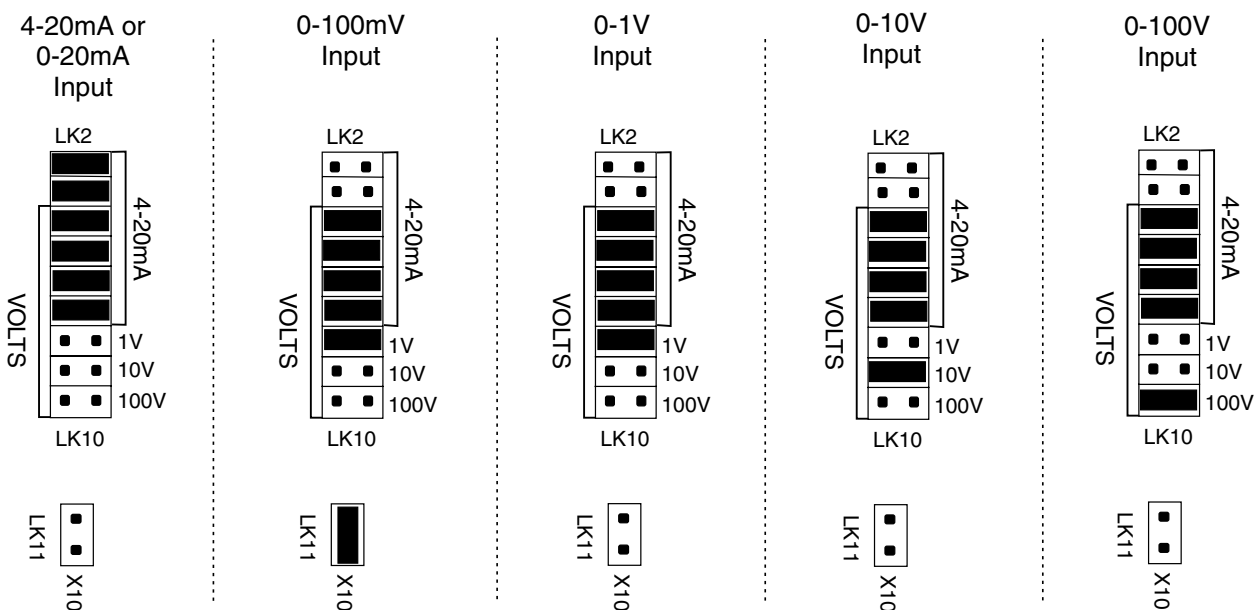 4-20mA or
0-20mA
Input
LK2
4-20mA
VOLTS
1V
10V
100V
LK10
LK11
X10
0-100mV
Input
LK2
4-20mA
VOLTS
1V
10V
100V
LK10
LK11
X10
0-1V
Input
LK2
4-20mA
VOLTS
1V
10V
100V
LK10
LK11
X10
0-10V
Input
LK2
4-20mA
VOLTS
1V
10V
100V
LK10
LK11
X10
0-100V
Input
LK2
4-20mA
VOLTS
1V
10V
100V
LK10
LK11
X10